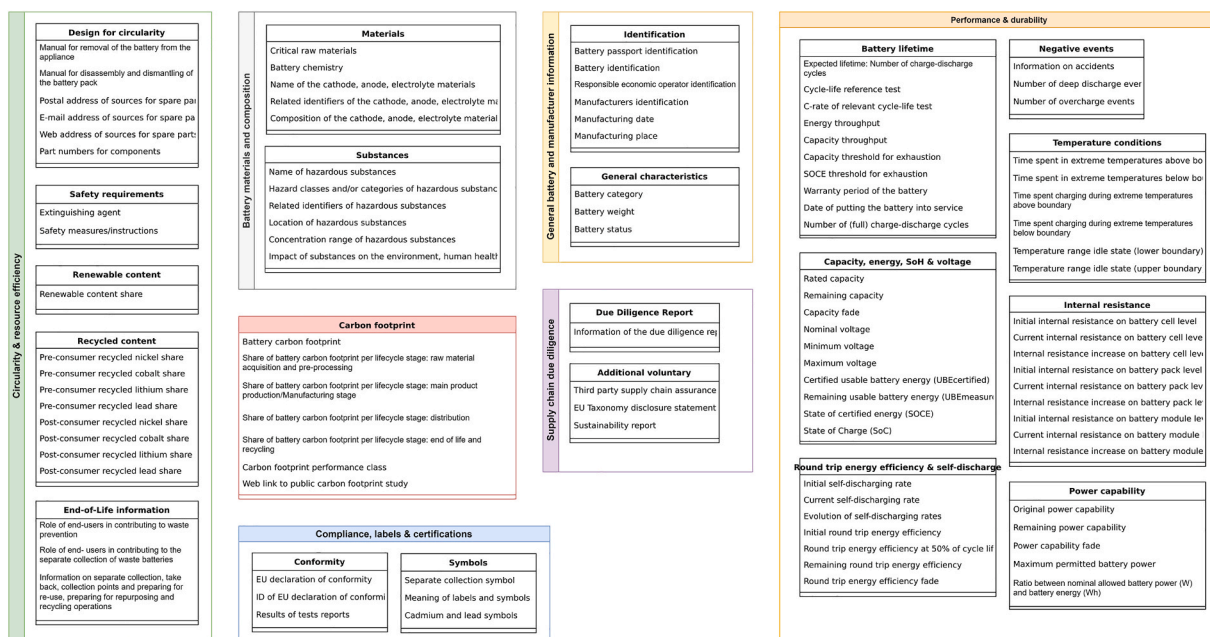 Circularity & resource efficiency
Design for circularity
Manual for removal of the battery from the
appliance
Manual for disassembly and dismantling of
the battery pack
Postal address of sources for spare
E-mail address of sources for spare
Web address of sources for spare parts
Part numbers for components
Safety requirements
Extinguishing agent
Safety measures/instructions
Renewable content
Renewable content share
Recycled content
Pre-consumer recycled nickel share
Pre-consumer recycled cobalt share
Pre-consumer recycled lithium share
Pre-consumer recycled lead share
Post-consumer recycled nickel share
Post-consumer recycled cobalt share
Post-consumer recycled lithium share
Post-consumer recycled lead share
End-of-Life information
Role of end-users in contributing to waste
prevention
Role of end- users in contributing to the
separate collection of waste batteries
Information on separate collection, take
back, collection points and preparing for
re-use, preparing for repurposing and
recycling operations
Battery materials and composition
Materials
Critical raw materials
Battery chemistry
Name of the cathode, anode, electrolyte materials
Related identifiers of the cathode, anode, electrolyte
Composition of the cathode, anode, electrolyte material
Substances
Name of hazardous substances
Hazard classes and/or categories of hazardous substanc
Related identifiers of hazardous substances
Location of hazardous substances
Concentration range of hazardous substances
Impact of substances on the environment, human healt
Carbon footprint
Battery carbon footprint
Share of battery carbon footprint per lifecycle stage: raw material
acquisition and pre-processing
Share of battery carbon footprint per lifecycle stage: main product
production/Manufacturing stage
Share of battery carbon footprint per lifecycle stage: distribution
Share of battery carbon footprint per lifecycle stage: end of life and
recycling
Carbon footprint performance class
Web link to public carbon footprint study
Compliance, labels & certifications
Conformity
EU declaration of conformity
ID of EU declaration of conformi
Results of tests reports
Symbols
Separate collection symbol
Meaning of labels and symbols
Cadmium and lead symbols
General battery and manufacturer information
Identification
Battery passport identification
Battery identification
Responsible economic operator identification
Manufacturers identification
Manufacturing date
Manufacturing place
General characteristics
Battery category
Battery weight
Battery status
Supply chain due diligence
Due Diligence Report
Information of the due diligence
Additional voluntary
Third party supply chain assurance
EU Taxonomy disclosure statement
Sustainability report
Performance & durability
Battery lifetime
Expected lifetime: Number of charge-discharge
cycles
Cycle-life reference test
C-rate of relevant cycle-life test
Energy throughput
Capacity throughput
Capacity threshold for exhaustion
SOCE threshold for exhaustion
Warranty period of the battery
Date of putting the battery into service
Number of (full) charge-discharge cycles
Capacity, energy, SoH & voltage
Rated capacity
Remaining capacity
Capacity fade
Nominal voltage
Minimum voltage
Maximum voltage
Certified usable battery energy (UBEcertified)
Remaining usable battery energy (UBEmeasure
State of certified energy (SOCE)
State of Charge (SoC)
Round trip energy efficiency & self-discharge
Initial self-discharging rate
Current self-discharging rate
Evolution of self-discharging rates
Initial round trip energy efficiency
Round trip energy efficiency at 50% of cycle lif
Remaining round trip energy efficiency
Round trip energy efficiency fade
Negative events
Information on accidents
Number of deep discharge even
Number of overcharge events
Temperature conditions
Time spent in extreme temperatures above
Time spent in extreme temperatures below
Time spent charging during extreme temperatures
above boundary
Time spent charging during extreme temperatures
below boundary
Temperature range idle state (lower boundary)
Temperature range idle state (upper boundary
Internal resistance
Initial internal resistance on battery cell level
Current internal resistance on battery cell leve
Internal resistance increase on battery cell leve
Initial internal resistance on battery pack level
Current internal resistance on battery pack lev
Internal resistance increase on battery pack
Initial internal resistance on battery module
Current internal resistance on battery module
Internal resistance increase on battery module
Power capability
Original power capability
Remaining power capability
Power capability fade
Maximum permitted battery power
Ratio between nominal allowed battery power (W)
and battery energy (Wh)